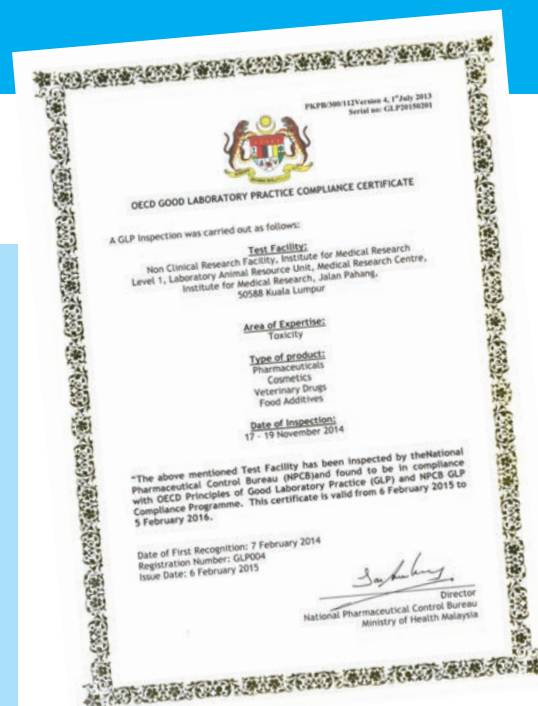 PKPB/300/112Version 4, 1st July 2013
Serial no: GLP20150201
OECD GOOD LABORATORY PRACTICE COMPLIANCE CERTIFICATE
A GLP Inspection was carried out as follows:
Test Facility:
Non Clinical Research Facility, Institute for Medical Research
Level 1, Laboratory Animal Resource Unit, Medical Research Centre,
Institute for Medical Research, Jalan Pahang,
50588 Kuala Lumpur
Area of Expertise:
Toxicity
Type of product:
Pharmaceuticals
Cosmetics
Veterinary Drugs
Food Additives
Date of Inspection:
17 - 19 November 2014
"The above mentioned Test Facility has been inspected by theNational
Pharmaceutical Control Bureau (NPCB)and found to be in compliance
with OECD Principles of Good Laboratory Practice (GLP) and NPCB GLP
Compliance Programme. This certificate is valid from 6 February 2015 to
5 February 2016.
Date of First Recognition: 7 February 2014
Registration Number: GLP004
Issue Date: 6 February 2015
Director
National Pharmaceutical Control Bureau
Ministry of Health Malaysia